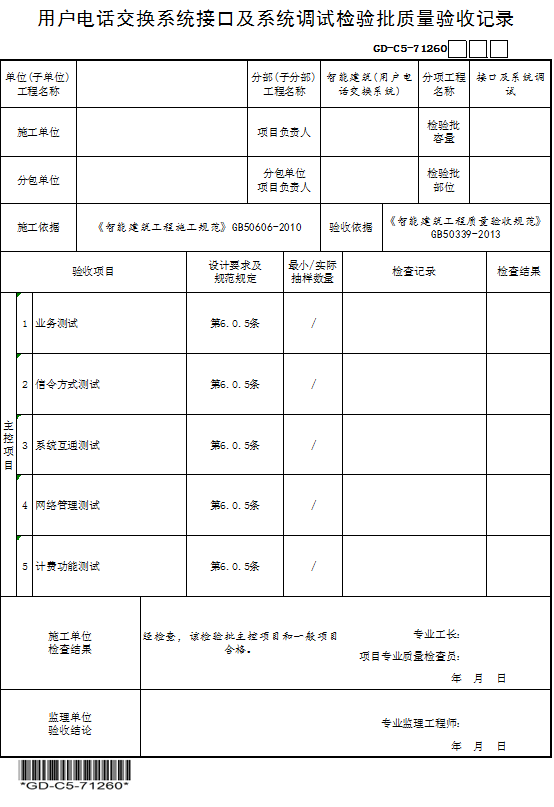 用户电话交换系统接口及系统调试检验批质量验收记录
GD-C5-71260
单位(子单位)
工程名称
分部(子分部)
工程名称
智能建筑(用户电
话交换系统)
分项工程
名称
接口及系统调
试
施工单位
项目负责人
检验批
容量
分包单位
分包单位
项目负责人
检验批
部位
施工依据
《智能建筑工程施工规范》GB50606-2010
验收依据
《智能建筑工程质量验收规范》
GB50339-2013
验收项目
设计要求及
规范规定
最小/实际
抽样数量
检查记录
检查结果
主控项目
1 业务测试 第6.0.5条 /
2 信令方式测试 第6.0.5条 /
3 系统互通测试 第6.0.5条 /
4 网络管理测试 第6.0.5条 /
5 计费功能测试 第6.0.5条 /
施工单位
检查结果
经检查，该检验批主控项目和一般项目
合格。
专业工长：
项目专业质量检查员：
年 月 日
监理单位
验收结论
专业监理工程师：
年 月 日
*GD-C5-71260*